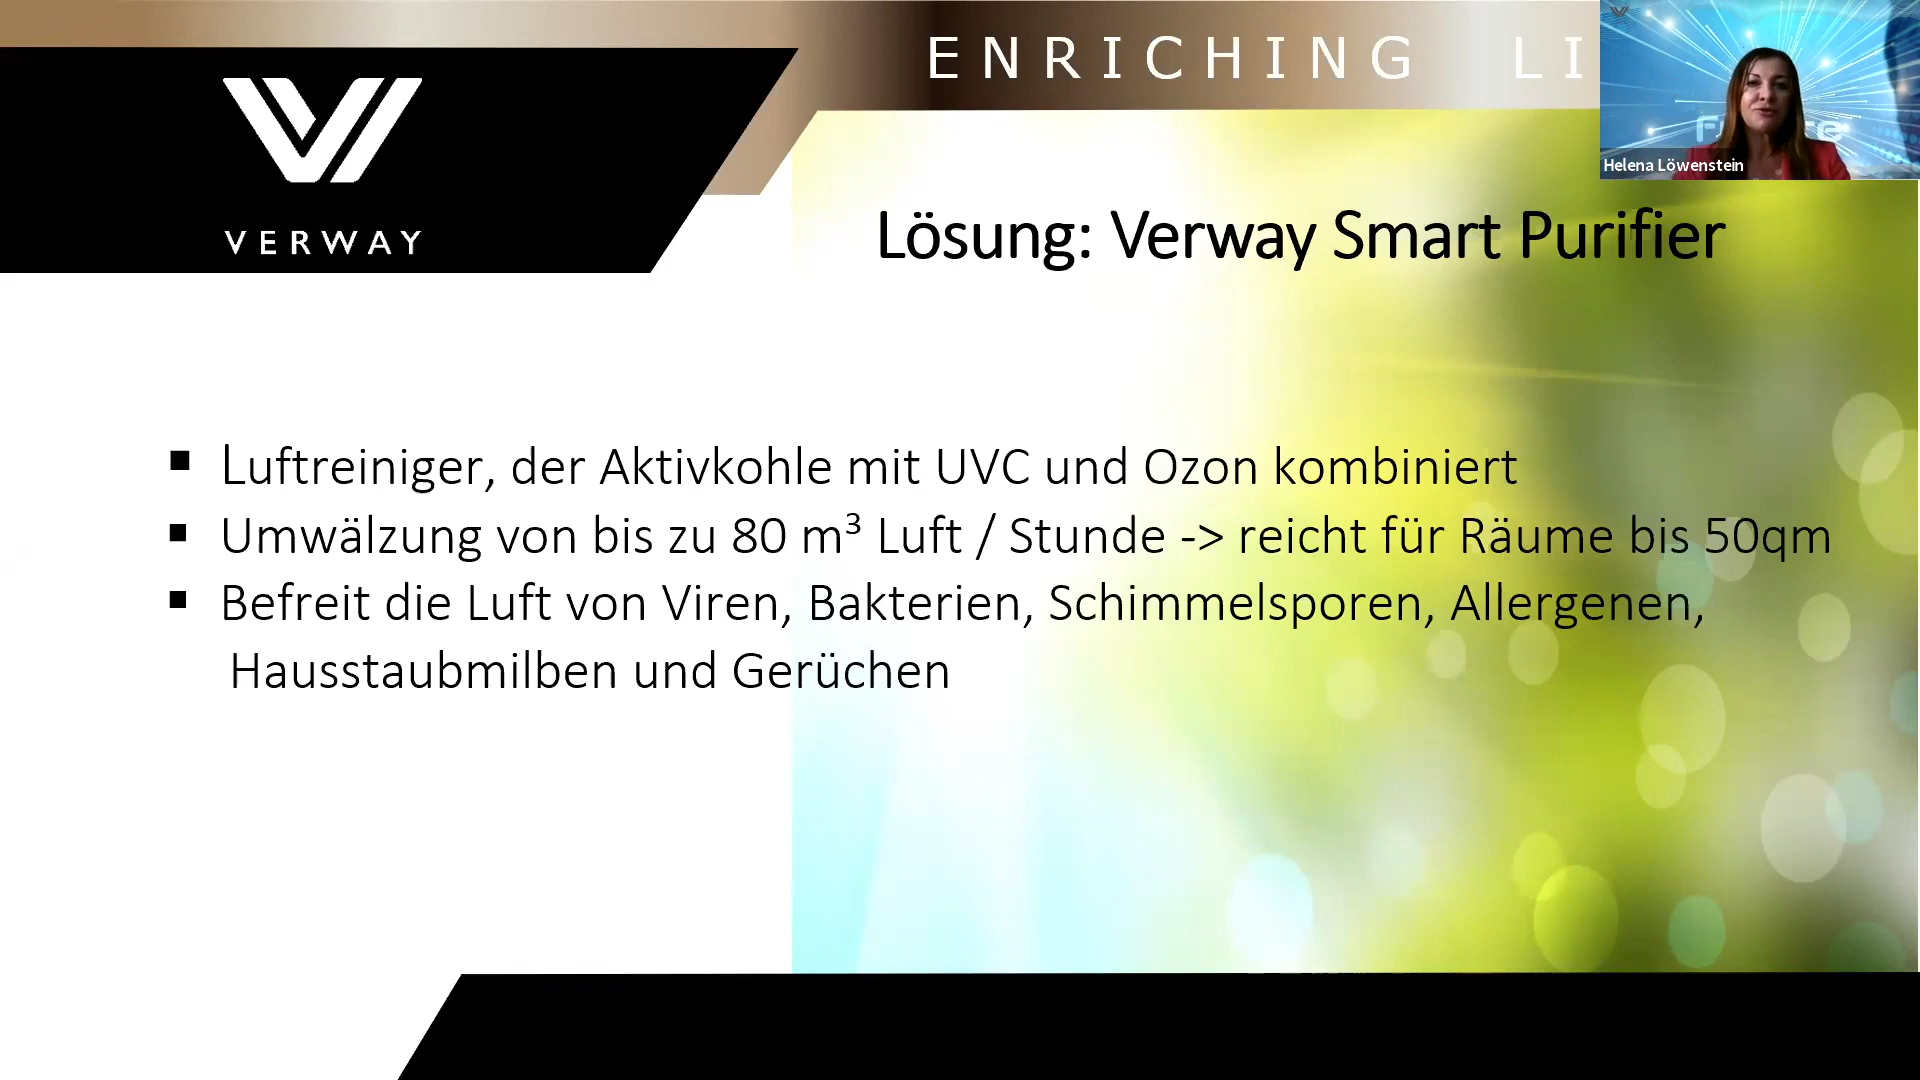 ENRICHING LI
Helena Löwenstein
VERWAY
Lösung: Verway Smart Purifier
▪ Luftreiniger, der Aktivkohle mit UVC und Ozon kombiniert
▪ Umwälzung von bis zu 80 m³ Luft / Stunde -> reicht für Räume bis 50qm
▪ Befreit die Luft von Viren, Bakterien, Schimmelsporen, Allergenen,
Hausstaubmilben und Gerüchen